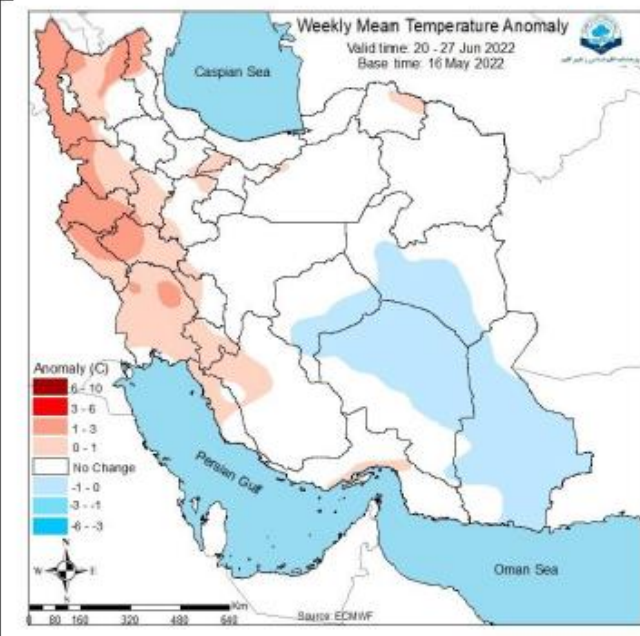 Weekly Mean Temperature Anomaly
Valid time: 20 - 27 Jun 2022
Base time: 16 May 2022
Caspian Sea
Anomaly (C)
6 - 10
3 - 6
1 - 3
0 - 1
No Change
-1 - 0
-3 - -1
-6 - -3
Persian Gulf
Oman Sea
N
W
E
S
0 80 160 320 480 640 Km
Source: ECMWF